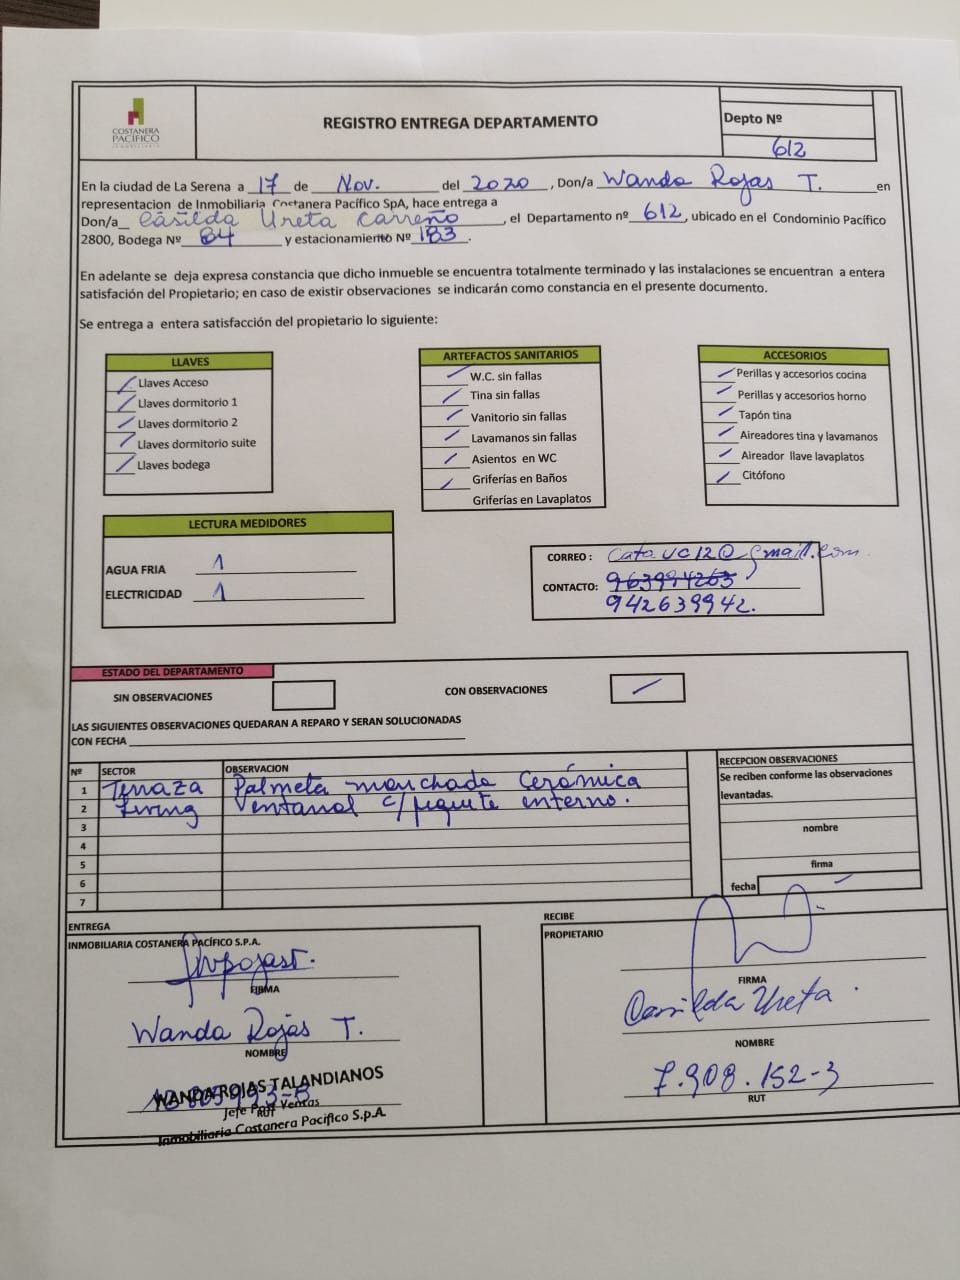 COSTANERA
PACÍFICO
INMOBILIARIA
REGISTRO ENTREGA DEPARTAMENTO
Depto Nº
612
En la ciudad de La Serena a 17 de Nov. del 2020, Don/a Wanda Rojas T. en
representacion de Inmobiliaria Costanera Pacífico SpA, hace entrega a
Don/a Casilda Ureta Carreño, el Departamento nº 612, ubicado en el Condominio Pacífico
2800, Bodega Nº 84 y estacionamiento Nº 183.
En adelante se deja expresa constancia que dicho inmueble se encuentra totalmente terminado y las instalaciones se encuentran a entera
satisfación del Propietario; en caso de existir observaciones se indicarán como constancia en el presente documento.
Se entrega a entera satisfacción del propietario lo siguiente:
LLAVES
Llaves Acceso
Llaves dormitorio 1
Llaves dormitorio 2
Llaves dormitorio suite
Llaves bodega
ARTEFACTOS SANITARIOS
W.C. sin fallas
Tina sin fallas
Vanitorio sin fallas
Lavamanos sin fallas
Asientos en WC
Griferías en Baños
Griferías en Lavaplatos
ACCESORIOS
Perillas y accesorios cocina
Perillas y accesorios horno
Tapón tina
Aireadores tina y lavamanos
Aireador llave lavaplatos
Citófono
LECTURA MEDIDORES
AGUA FRIA 1
ELECTRICIDAD 1
CORREO : cata.uc12@gmail.com
CONTACTO: 963994263
942639942.
ESTADO DEL DEPARTAMENTO
SIN OBSERVACIONES
CON OBSERVACIONES
LAS SIGUIENTES OBSERVACIONES QUEDARAN A REPARO Y SERAN SOLUCIONADAS
CON FECHA
Nº SECTOR OBSERVACION
1 Terraza Palmeta manchada Cerámica
2 Living Ventanal c/piquete interno.
3
4
5
6
7
RECEPCION OBSERVACIONES
Se reciben conforme las observaciones
levantadas.
nombre
firma
fecha
ENTREGA
INMOBILIARIA COSTANERA PACÍFICO S.P.A.
FIRMA
Wanda Rojas T.
NOMBRE
WANDA ROJAS TALANDIANOS
Jefe Post Ventas
RUT
Inmobiliaria Costanera Pacifico S.p.A.
RECIBE
PROPIETARIO
FIRMA
Casilda Ureta.
NOMBRE
7.908.152-3
RUT